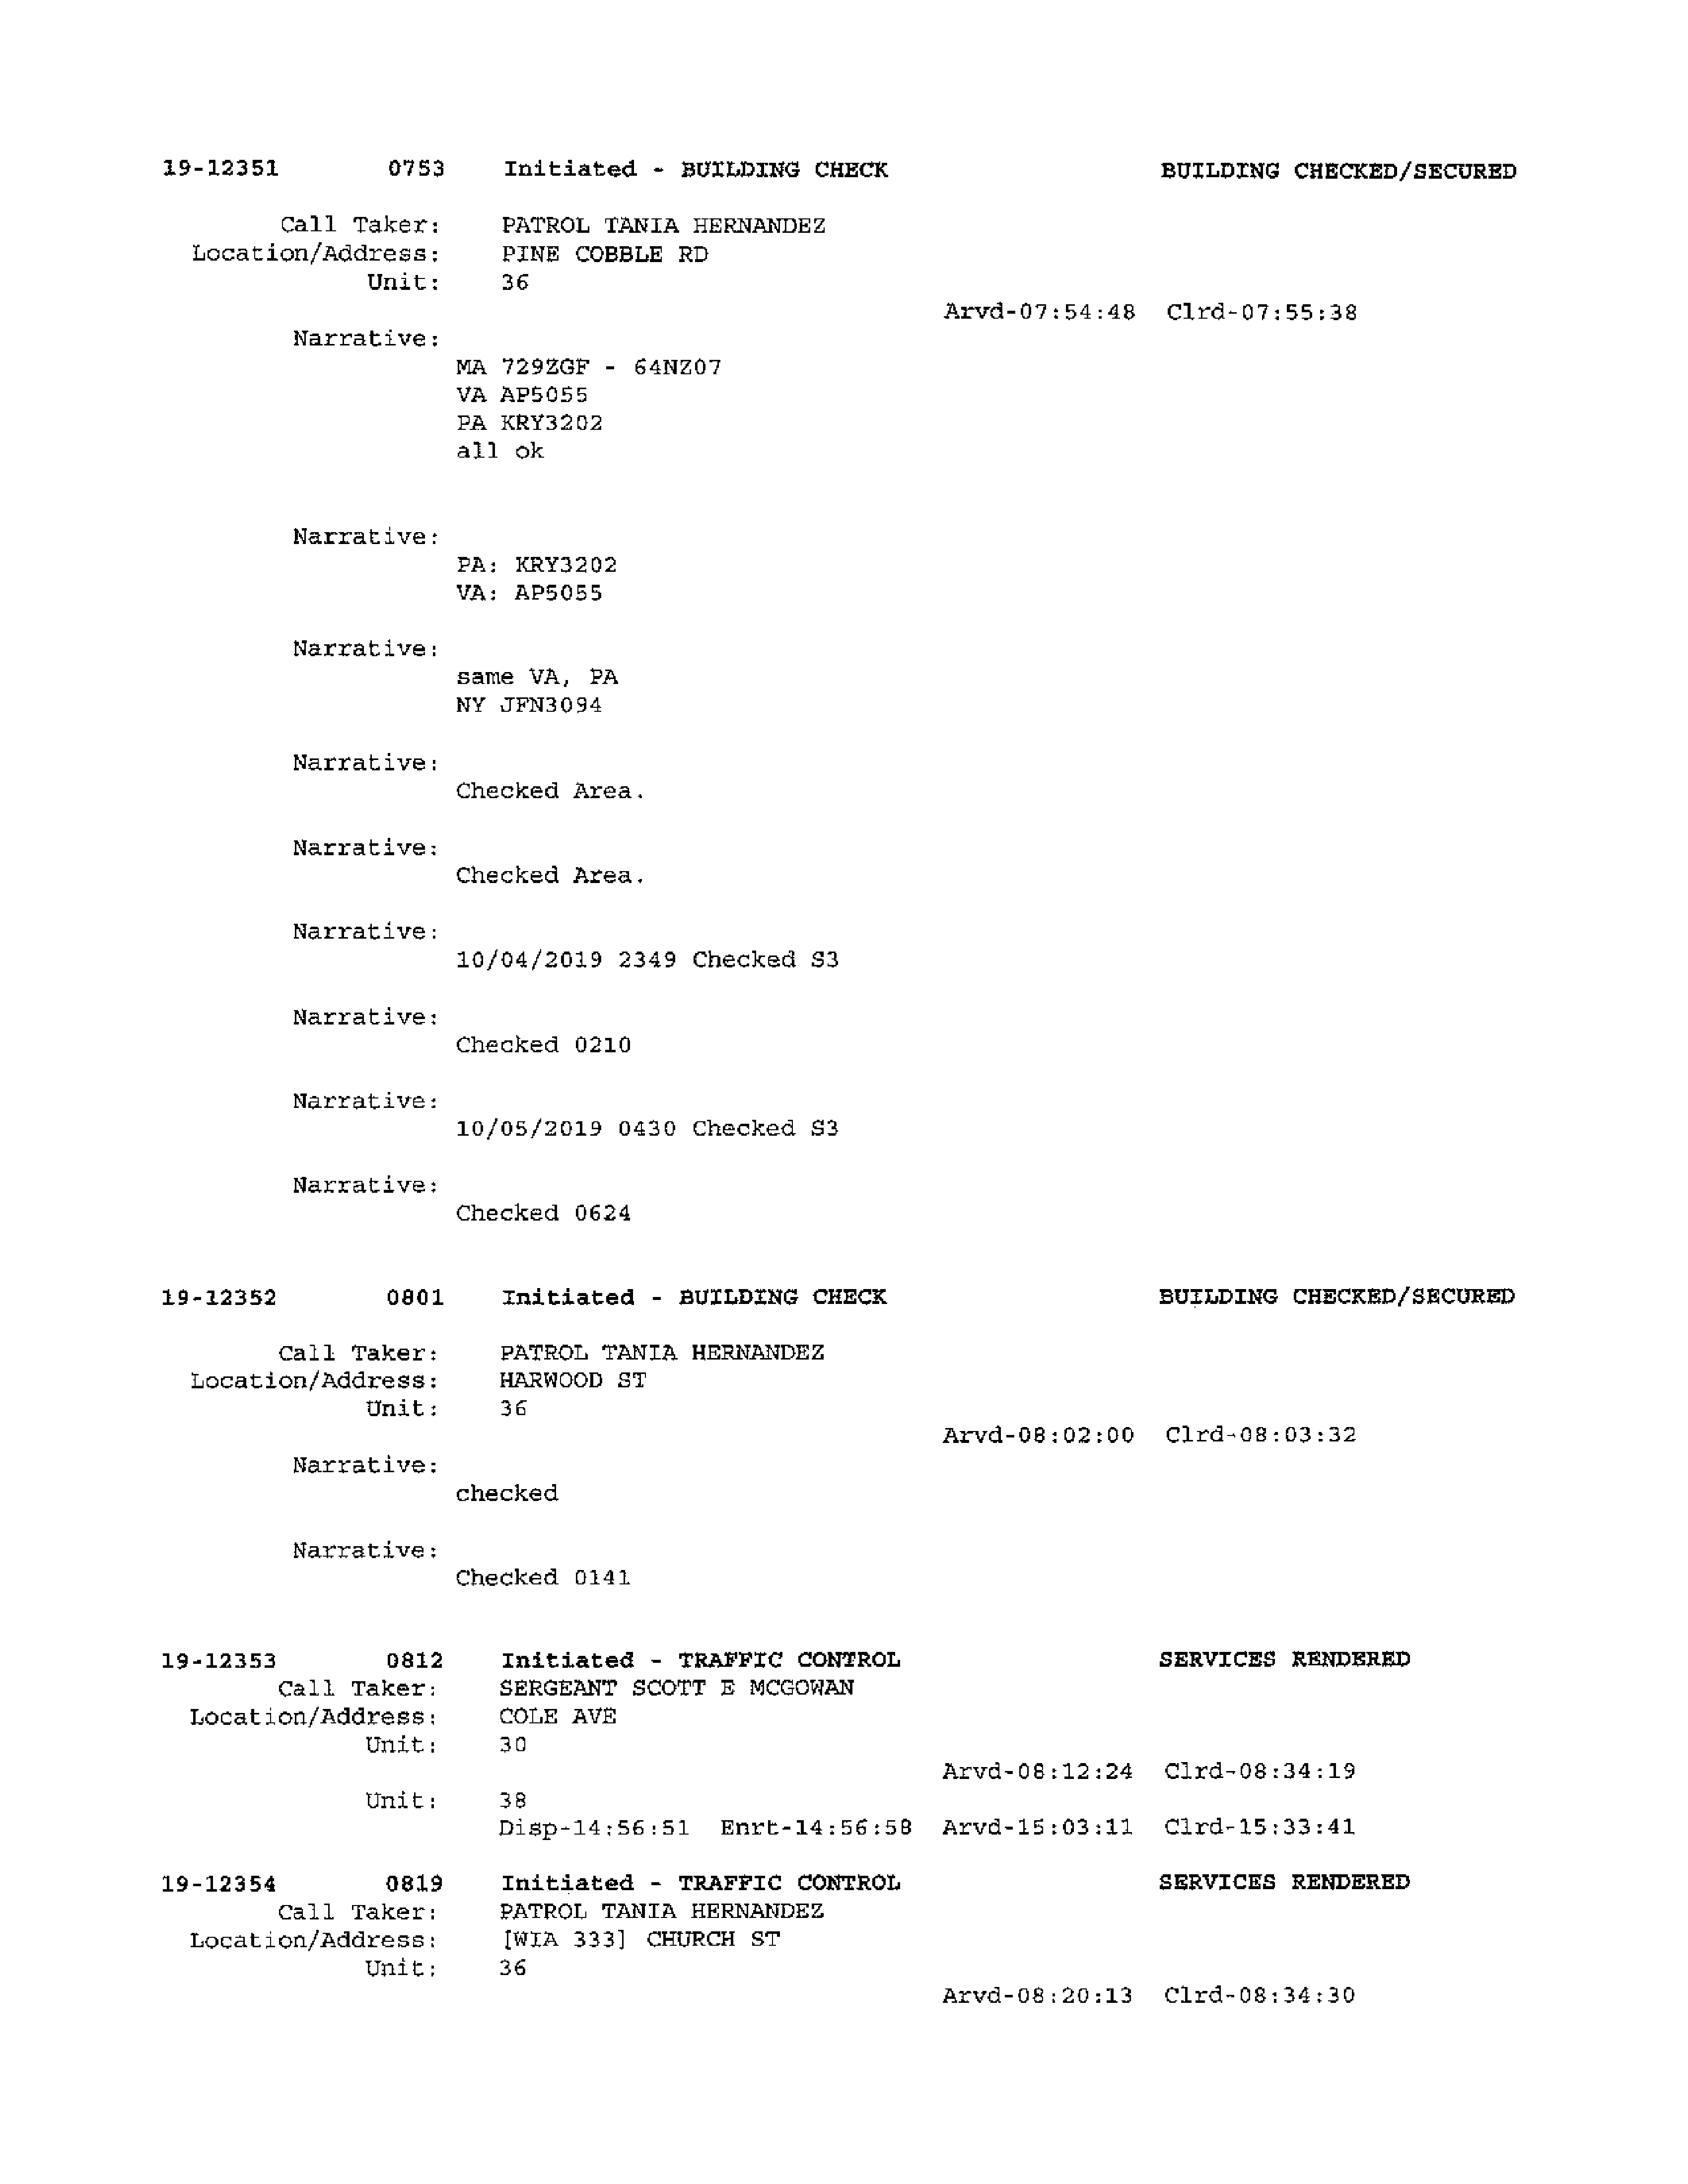 19-12351 0753 Initiated - BUILDING CHECK BUILDING CHECKED/SECURED
Call Taker: PATROL TANIA HERNANDEZ
Location/Address: PINE COBBLE RD
Unit: 36
Arvd-07:54:48 Clrd-07:55:38
Narrative:
MA 729ZGF - 64NZ07
VA AP5055
PA KRY3202
all ok
Narrative:
PA: KRY3202
VA: AP5055
Narrative:
same VA, PA
NY JFN3094
Narrative:
Checked Area.
Narrative:
Checked Area.
Narrative:
10/04/2019 2349 Checked S3
Narrative:
Checked 0210
Narrative:
10/05/2019 0430 Checked S3
Narrative:
Checked 0624
19-12352 0801 Initiated - BUILDING CHECK BUILDING CHECKED/SECURED
Call Taker: PATROL TANIA HERNANDEZ
Location/Address: HARWOOD ST
Unit: 36
Arvd-08:02:00 Clrd-08:03:32
Narrative:
checked
Narrative:
Checked 0141
19-12353 0812 Initiated - TRAFFIC CONTROL SERVICES RENDERED
Call Taker: SERGEANT SCOTT E MCGOWAN
Location/Address: COLE AVE
Unit: 30
Arvd-08:12:24 Clrd-08:34:19
Unit: 38
Disp-14:56:51 Enrt-14:56:58 Arvd-15:03:11 Clrd-15:33:41
19-12354 0819 Initiated - TRAFFIC CONTROL SERVICES RENDERED
Call Taker: PATROL TANIA HERNANDEZ
Location/Address: [WIA 333] CHURCH ST
Unit: 36
Arvd-08:20:13 Clrd-08:34:30